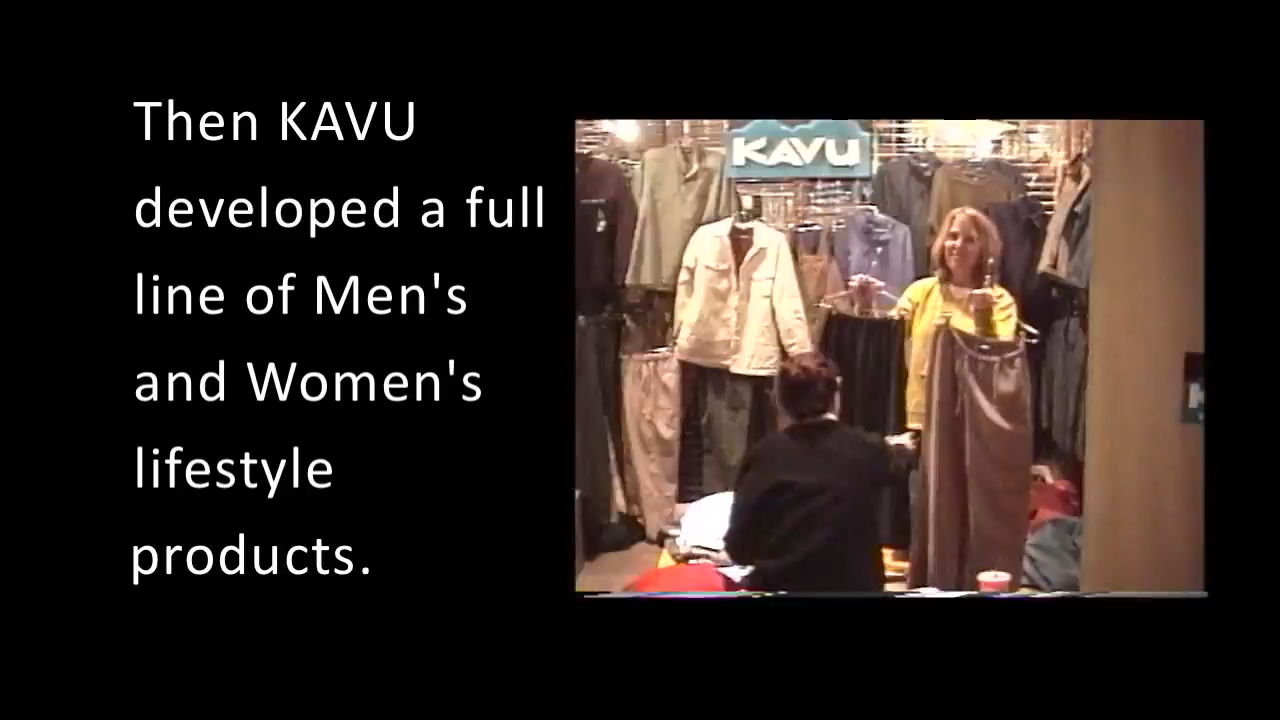 Then KAVU
developed a full
line of Men's
and Women's
lifestyle
products.
KAVU